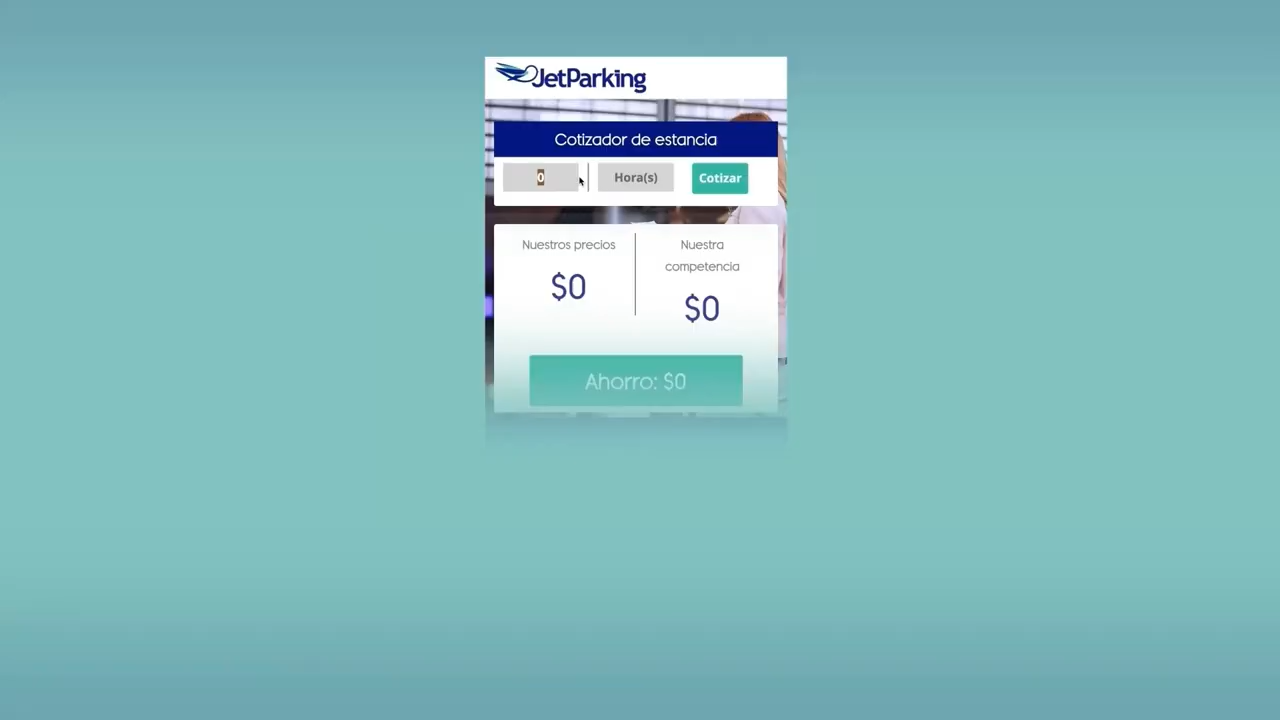 JetParking
Cotizador de estancia
0 Hora(s) Cotizar
Nuestros precios
$0
Nuestra
competencia
$0
Ahorro: $0